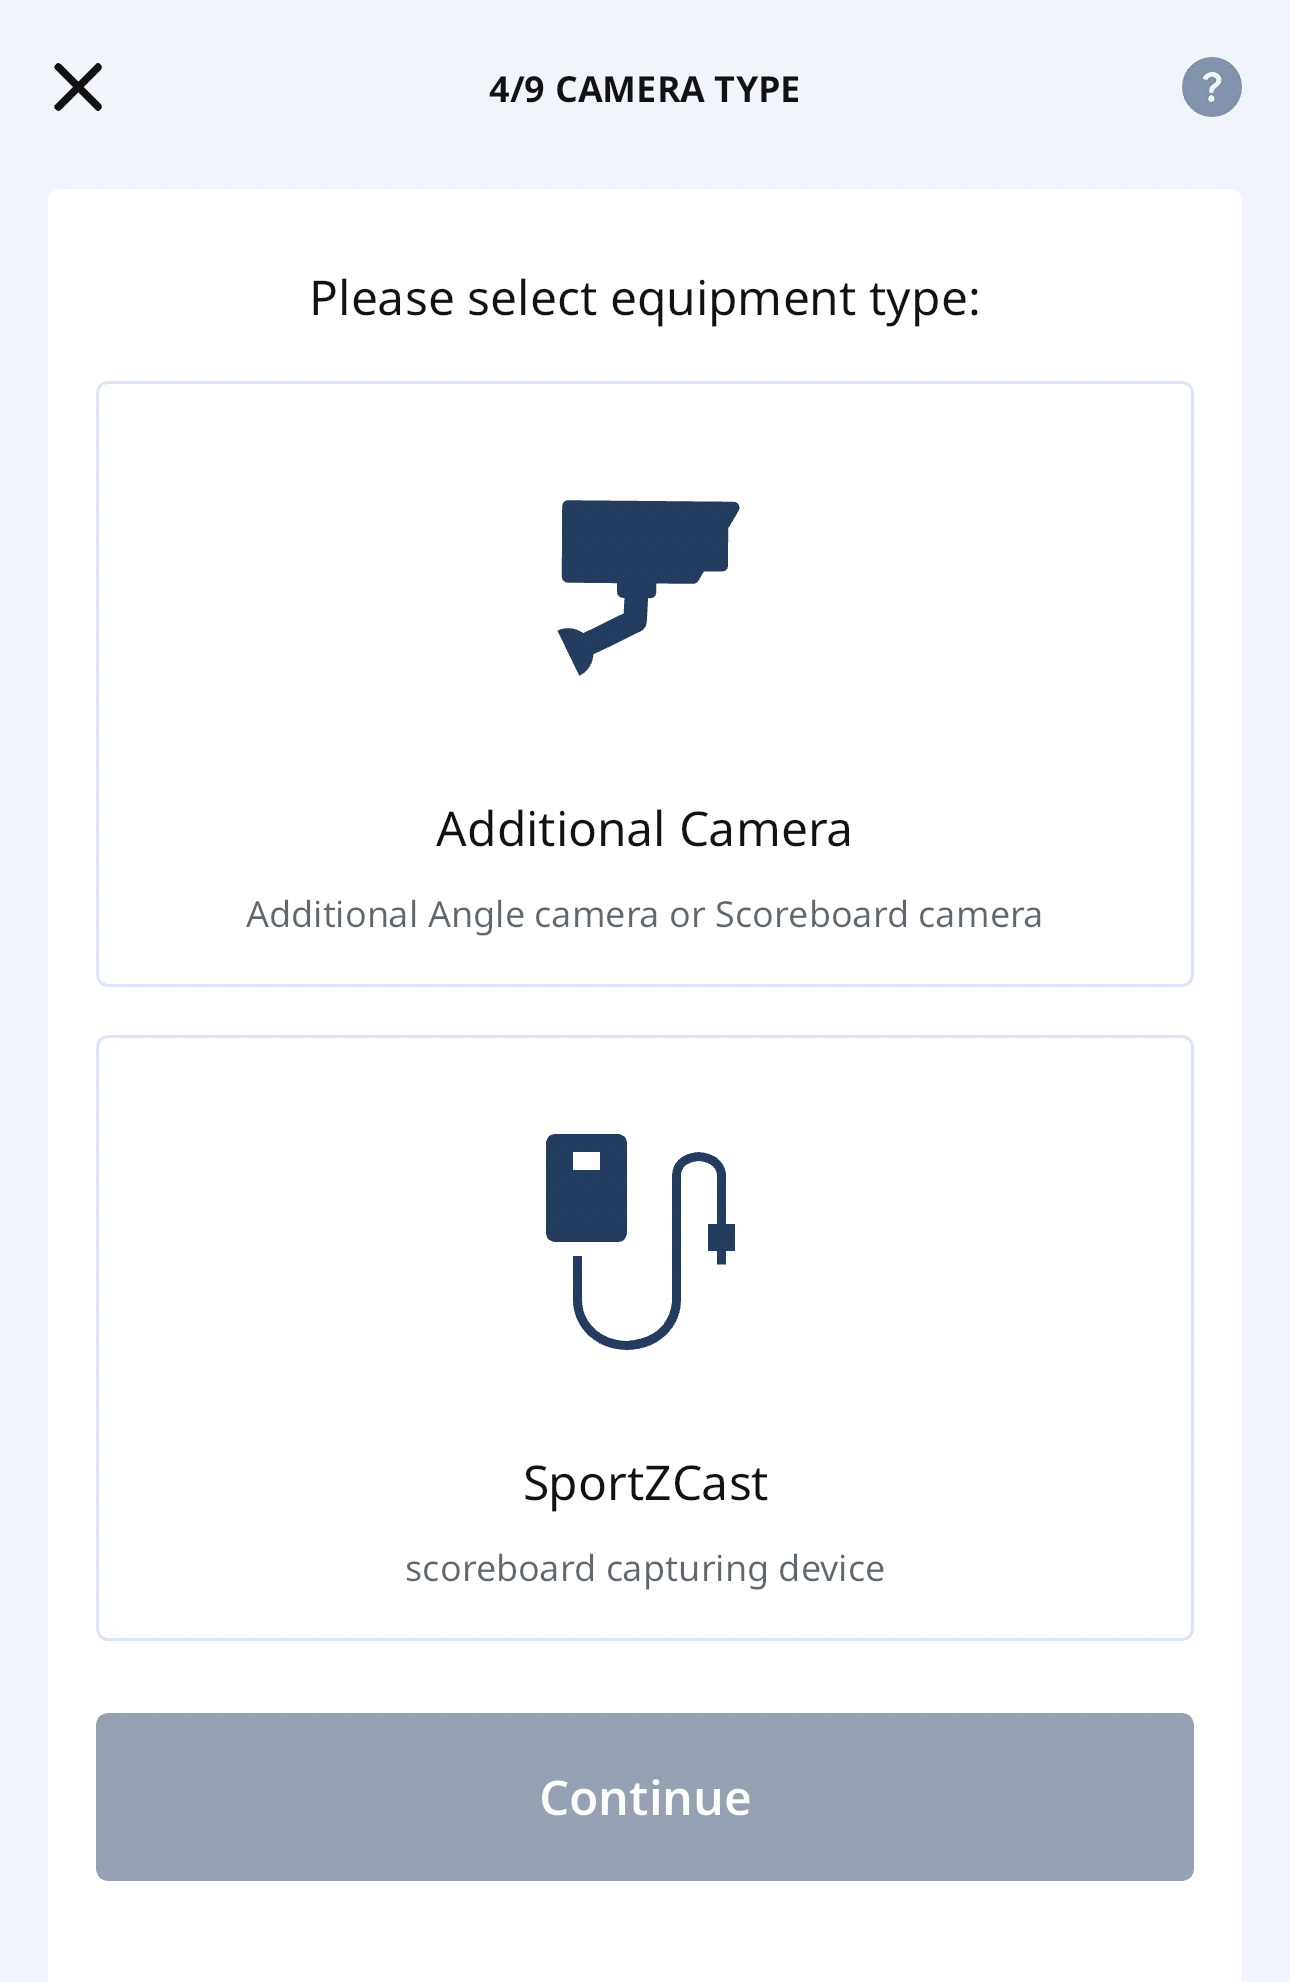 4/9 CAMERA TYPE
?
Please select equipment type:
Additional Camera
Additional Angle camera or Scoreboard camera
SportZCast
scoreboard capturing device
Continue